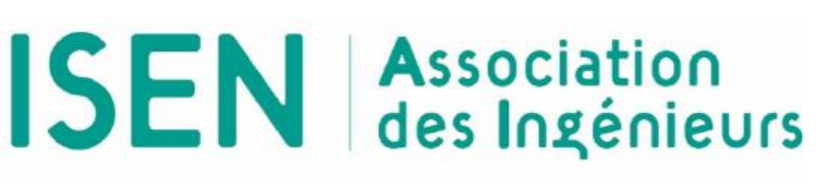 ISEN
Association
des Ingénieurs